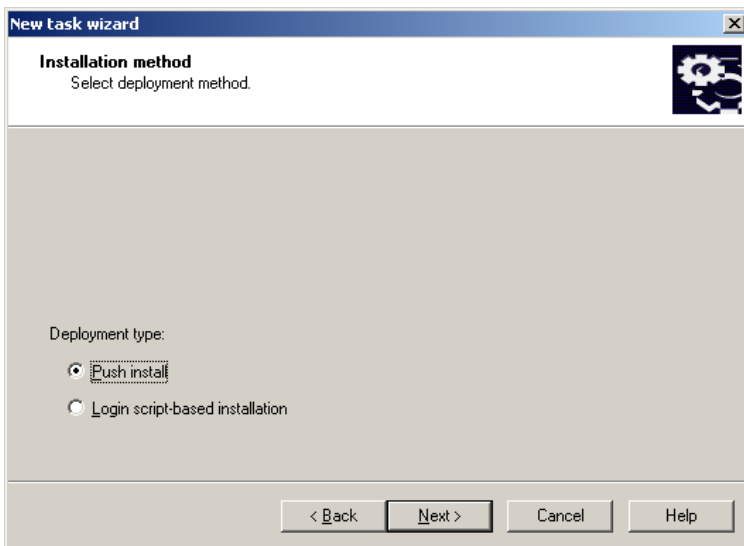 New task wizard
Installation method
Select deployment method.
Deployment type:
Push install
Login script-based installation
< Back
Next >
Cancel
Help